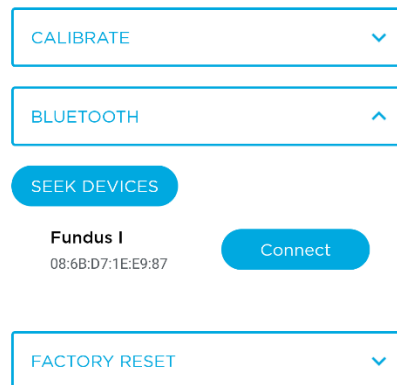 CALIBRATE
BLUETOOTH
SEEK DEVICES
Fundus I
08:6B:D7:1E:E9:87
Connect
FACTORY RESET